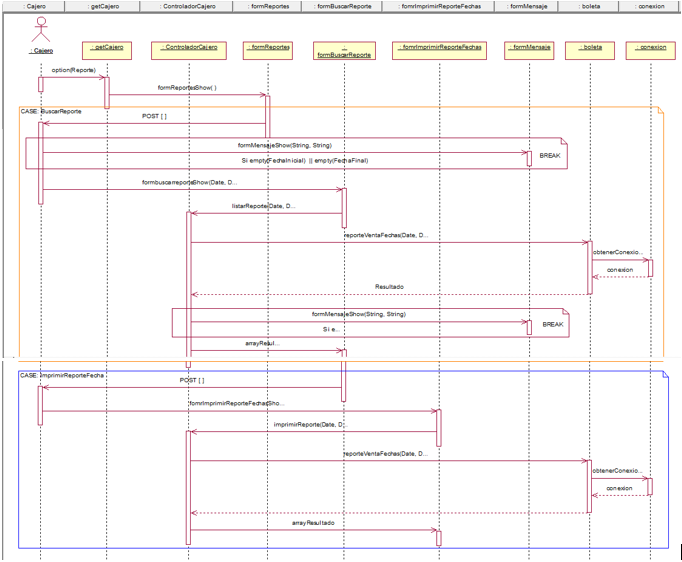 : Cajero : getCajero : ControladorCajero : formReportes : formBuscarReporte : fomrImprimirReporteFechas : formMensaje : boleta : conexion
: Cajero
: getCajero
: ControladorCajero
: formReportes
:
formBuscarReporte
: fomrImprimirReporteFechas
: formMensaje
: boleta
: conexion
option(Reporte)
formReportesShow( )
CASE: BuscarReporte
POST [ ]
formMensajeShow(String, String)
BREAK
Si empty(FechaInicial) || empty(FechaFinal)
formbuscarreporteShow(Date, D...
listarReporte(Date, D...
reporteVentaFechas(Date, D...
obtenerConexio...
conexion
Resultado
formMensajeShow(String, String)
BREAK
Si e...
arrayResul...
CASE: ImprimirReporteFecha
POST [ ]
fomrImprimirReporteFechasSho...
imprimirReporte(Date, D...
reporteVentaFechas(Date, D...
obtenerConexio...
conexion
arrayResultado